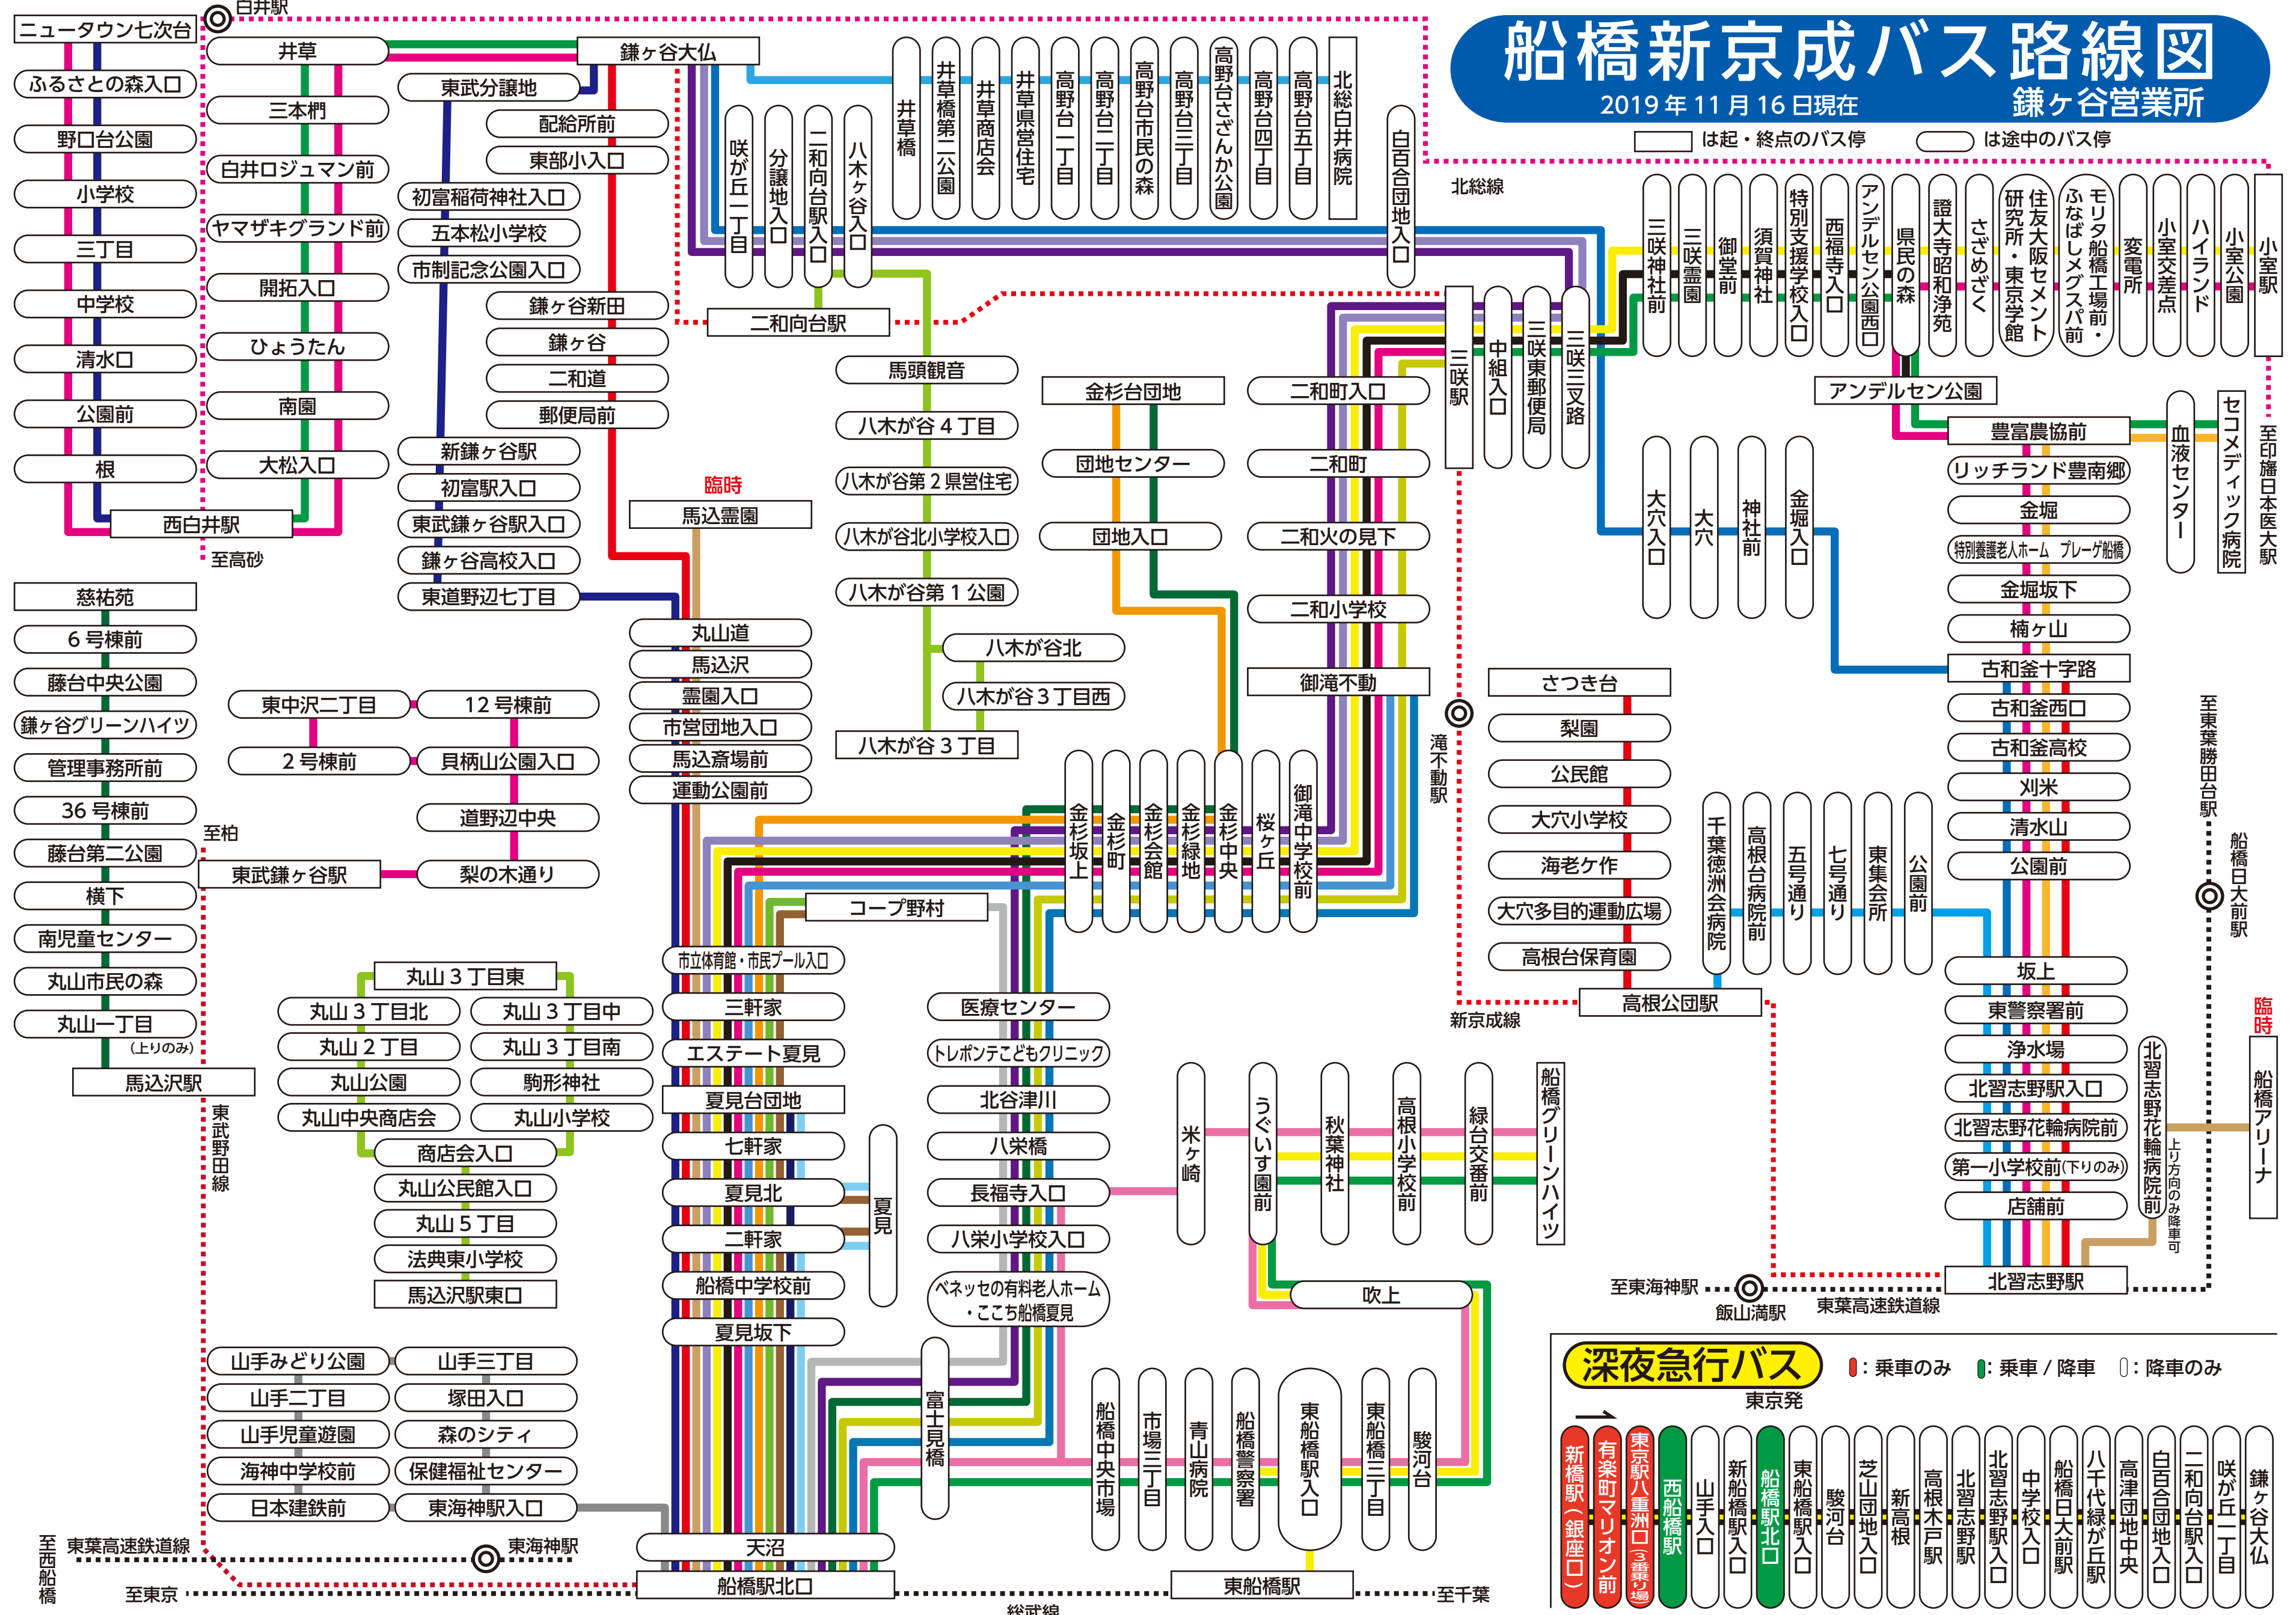 船橋新京成バス路線図
2019 年 11 月 16 日現在
鎌ヶ谷営業所
は起・終点のバス停
は途中のバス停
白井駅
ニュータウン七次台
ふるさとの森入口
野口台公園
小学校
三丁目
中学校
清水口
公園前
根
西白井駅
至高砂
井草
三本椚
白井ロジュマン前
ヤマザキグランド前
開拓入口
ひょうたん
南園
大松入口
鎌ヶ谷大仏
東武分譲地
配給所前
東部小入口
初富稲荷神社入口
五本松小学校
市制記念公園入口
鎌ヶ谷新田
鎌ヶ谷
二和道
郵便局前
新鎌ヶ谷駅
初富駅入口
東武鎌ヶ谷駅入口
鎌ヶ谷高校入口
東道野辺七丁目
井草橋
井草橋第二公園
井草商店会
井草県営住宅
高野台一丁目
高野台二丁目
高野台市民の森
高野台三丁目
高野台さざんか公園
高野台四丁目
高野台五丁目
北総白井病院
咲が丘一丁目
分譲地入口
二和向台駅入口
八木ヶ谷入口
白百合団地入口
北総線
二和向台駅
三咲神社前
三咲霊園
御堂前
須賀神社
特別支援学校入口
西福寺入口
アンデルセン公園西口
県民の森
證大寺昭和浄苑
さざめざく
住友大阪セメント
研究所・東京学館
モリタ船橋工場前・
ふなばしメグスパ前
変電所
小室交差点
ハイランド
小室公園
小室駅
至印旛日本医大駅
三咲駅
中組入口
三咲東郵便局
三咲三叉路
アンデルセン公園
豊富農協前
血液センター
セコメディック病院
リッチランド豊南郷
金堀
特別養護老人ホーム プレーゲ船橋
金堀坂下
楠ヶ山
古和釜十字路
古和釜西口
古和釜高校
刈米
清水山
公園前
坂上
東警察署前
浄水場
北習志野駅入口
北習志野花輪病院前
第一小学校前(下りのみ)
店舗前
北習志野駅
大穴入口
大穴
神社前
金堀入口
馬頭観音
八木が谷 4 丁目
八木が谷第 2 県営住宅
八木が谷北小学校入口
八木が谷第 1 公園
八木が谷北
八木が谷 3 丁目西
八木が谷 3 丁目
金杉台団地
団地センター
団地入口
二和町入口
二和町
二和火の見下
二和小学校
御滝不動
臨時
馬込霊園
丸山道
馬込沢
霊園入口
市営団地入口
馬込斎場前
運動公園前
慈祐苑
6 号棟前
藤台中央公園
鎌ヶ谷グリーンハイツ
管理事務所前
36 号棟前
藤台第二公園
横下
南児童センター
丸山市民の森
丸山一丁目
(上りのみ)
馬込沢駅
東武野田線
東中沢二丁目
12 号棟前
2 号棟前
貝柄山公園入口
道野辺中央
梨の木通り
東武鎌ヶ谷駅
至柏
さつき台
梨園
公民館
大穴小学校
海老ケ作
大穴多目的運動広場
高根台保育園
高根公団駅
滝不動駅
新京成線
千葉徳洲会病院
高根台病院前
五号通り
七号通り
東集会所
公園前
至東葉勝田台駅
船橋日大前駅
金杉坂上
金杉町
金杉会館
金杉緑地
金杉中央
桜ヶ丘
御滝中学校前
コープ野村
市立体育館・市民プール入口
三軒家
エステート夏見
夏見台団地
七軒家
夏見北
夏見
二軒家
船橋中学校前
夏見坂下
天沼
船橋駅北口
医療センター
トレポンテこどもクリニック
北谷津川
八栄橋
長福寺入口
八栄小学校入口
ベネッセの有料老人ホーム
・ここち船橋夏見
富士見橋
米ヶ崎
うぐいす園前
秋葉神社
高根小学校前
緑台交番前
船橋グリーンハイツ
吹上
船橋中央市場
市場三丁目
青山病院
船橋警察署
東船橋駅入口
東船橋三丁目
駿河台
東船橋駅
北習志野花輪病院前
上り方向のみ降車可
臨時
船橋アリーナ
至東海神駅
飯山満駅
東葉高速鉄道線
丸山 3 丁目東
丸山 3 丁目北
丸山 3 丁目中
丸山 2 丁目
丸山 3 丁目南
丸山公園
駒形神社
丸山中央商店会
丸山小学校
商店会入口
丸山公民館入口
丸山 5 丁目
法典東小学校
馬込沢駅東口
山手みどり公園
山手三丁目
山手二丁目
塚田入口
山手児童遊園
森のシティ
海神中学校前
保健福祉センター
日本建鉄前
東海神駅入口
至西船橋
東葉高速鉄道線
東海神駅
至東京
総武線
至千葉
深夜急行バス
: 乗車のみ
: 乗車 / 降車
: 降車のみ
東京発
新橋駅(銀座口)
有楽町マリオン前
東京駅八重洲口(3番乗り場)
西船橋駅
山手入口
新船橋駅入口
船橋駅北口
東船橋駅入口
駿河台
芝山団地入口
新高根
高根木戸駅
北習志野駅
北習志野駅入口
中学校入口
船橋日大前駅
八千代緑が丘駅
高津団地中央
白百合団地入口
二和向台駅入口
咲が丘一丁目
鎌ヶ谷大仏